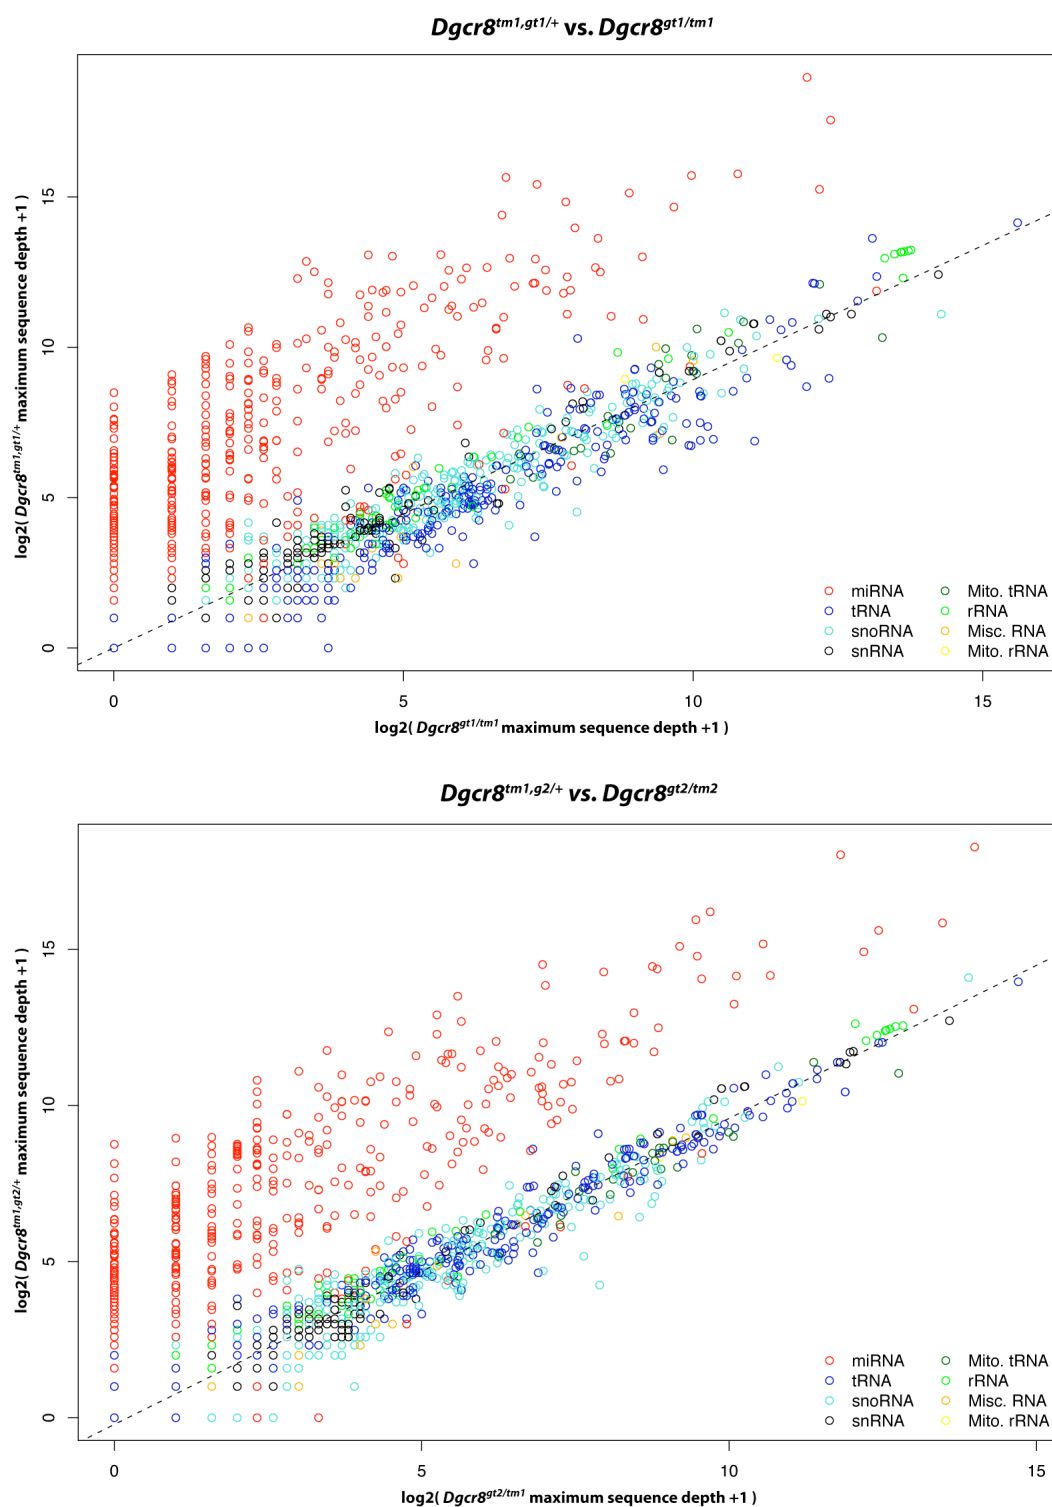 Dgcr8tm1,gt1/+ vs. Dgcr8gt1/tm1
log2( Dgcr8tm1,gt1/+ maximum sequence depth +1 )
15
10
5
0
miRNA
tRNA
snoRNA
snRNA
Mito. tRNA
rRNA
Misc. RNA
Mito. rRNA
0 5 10 15
log2( Dgcr8gt1/tm1 maximum sequence depth +1 )
Dgcr8tm1,g2/+ vs. Dgcr8gt2/tm2
log2( Dgcr8tm1,gt2/+ maximum sequence depth +1 )
15
10
5
0
miRNA
tRNA
snoRNA
snRNA
Mito. tRNA
rRNA
Misc. RNA
Mito. rRNA
0 5 10 15
log2( Dgcr8gt2/tm1 maximum sequence depth +1 )